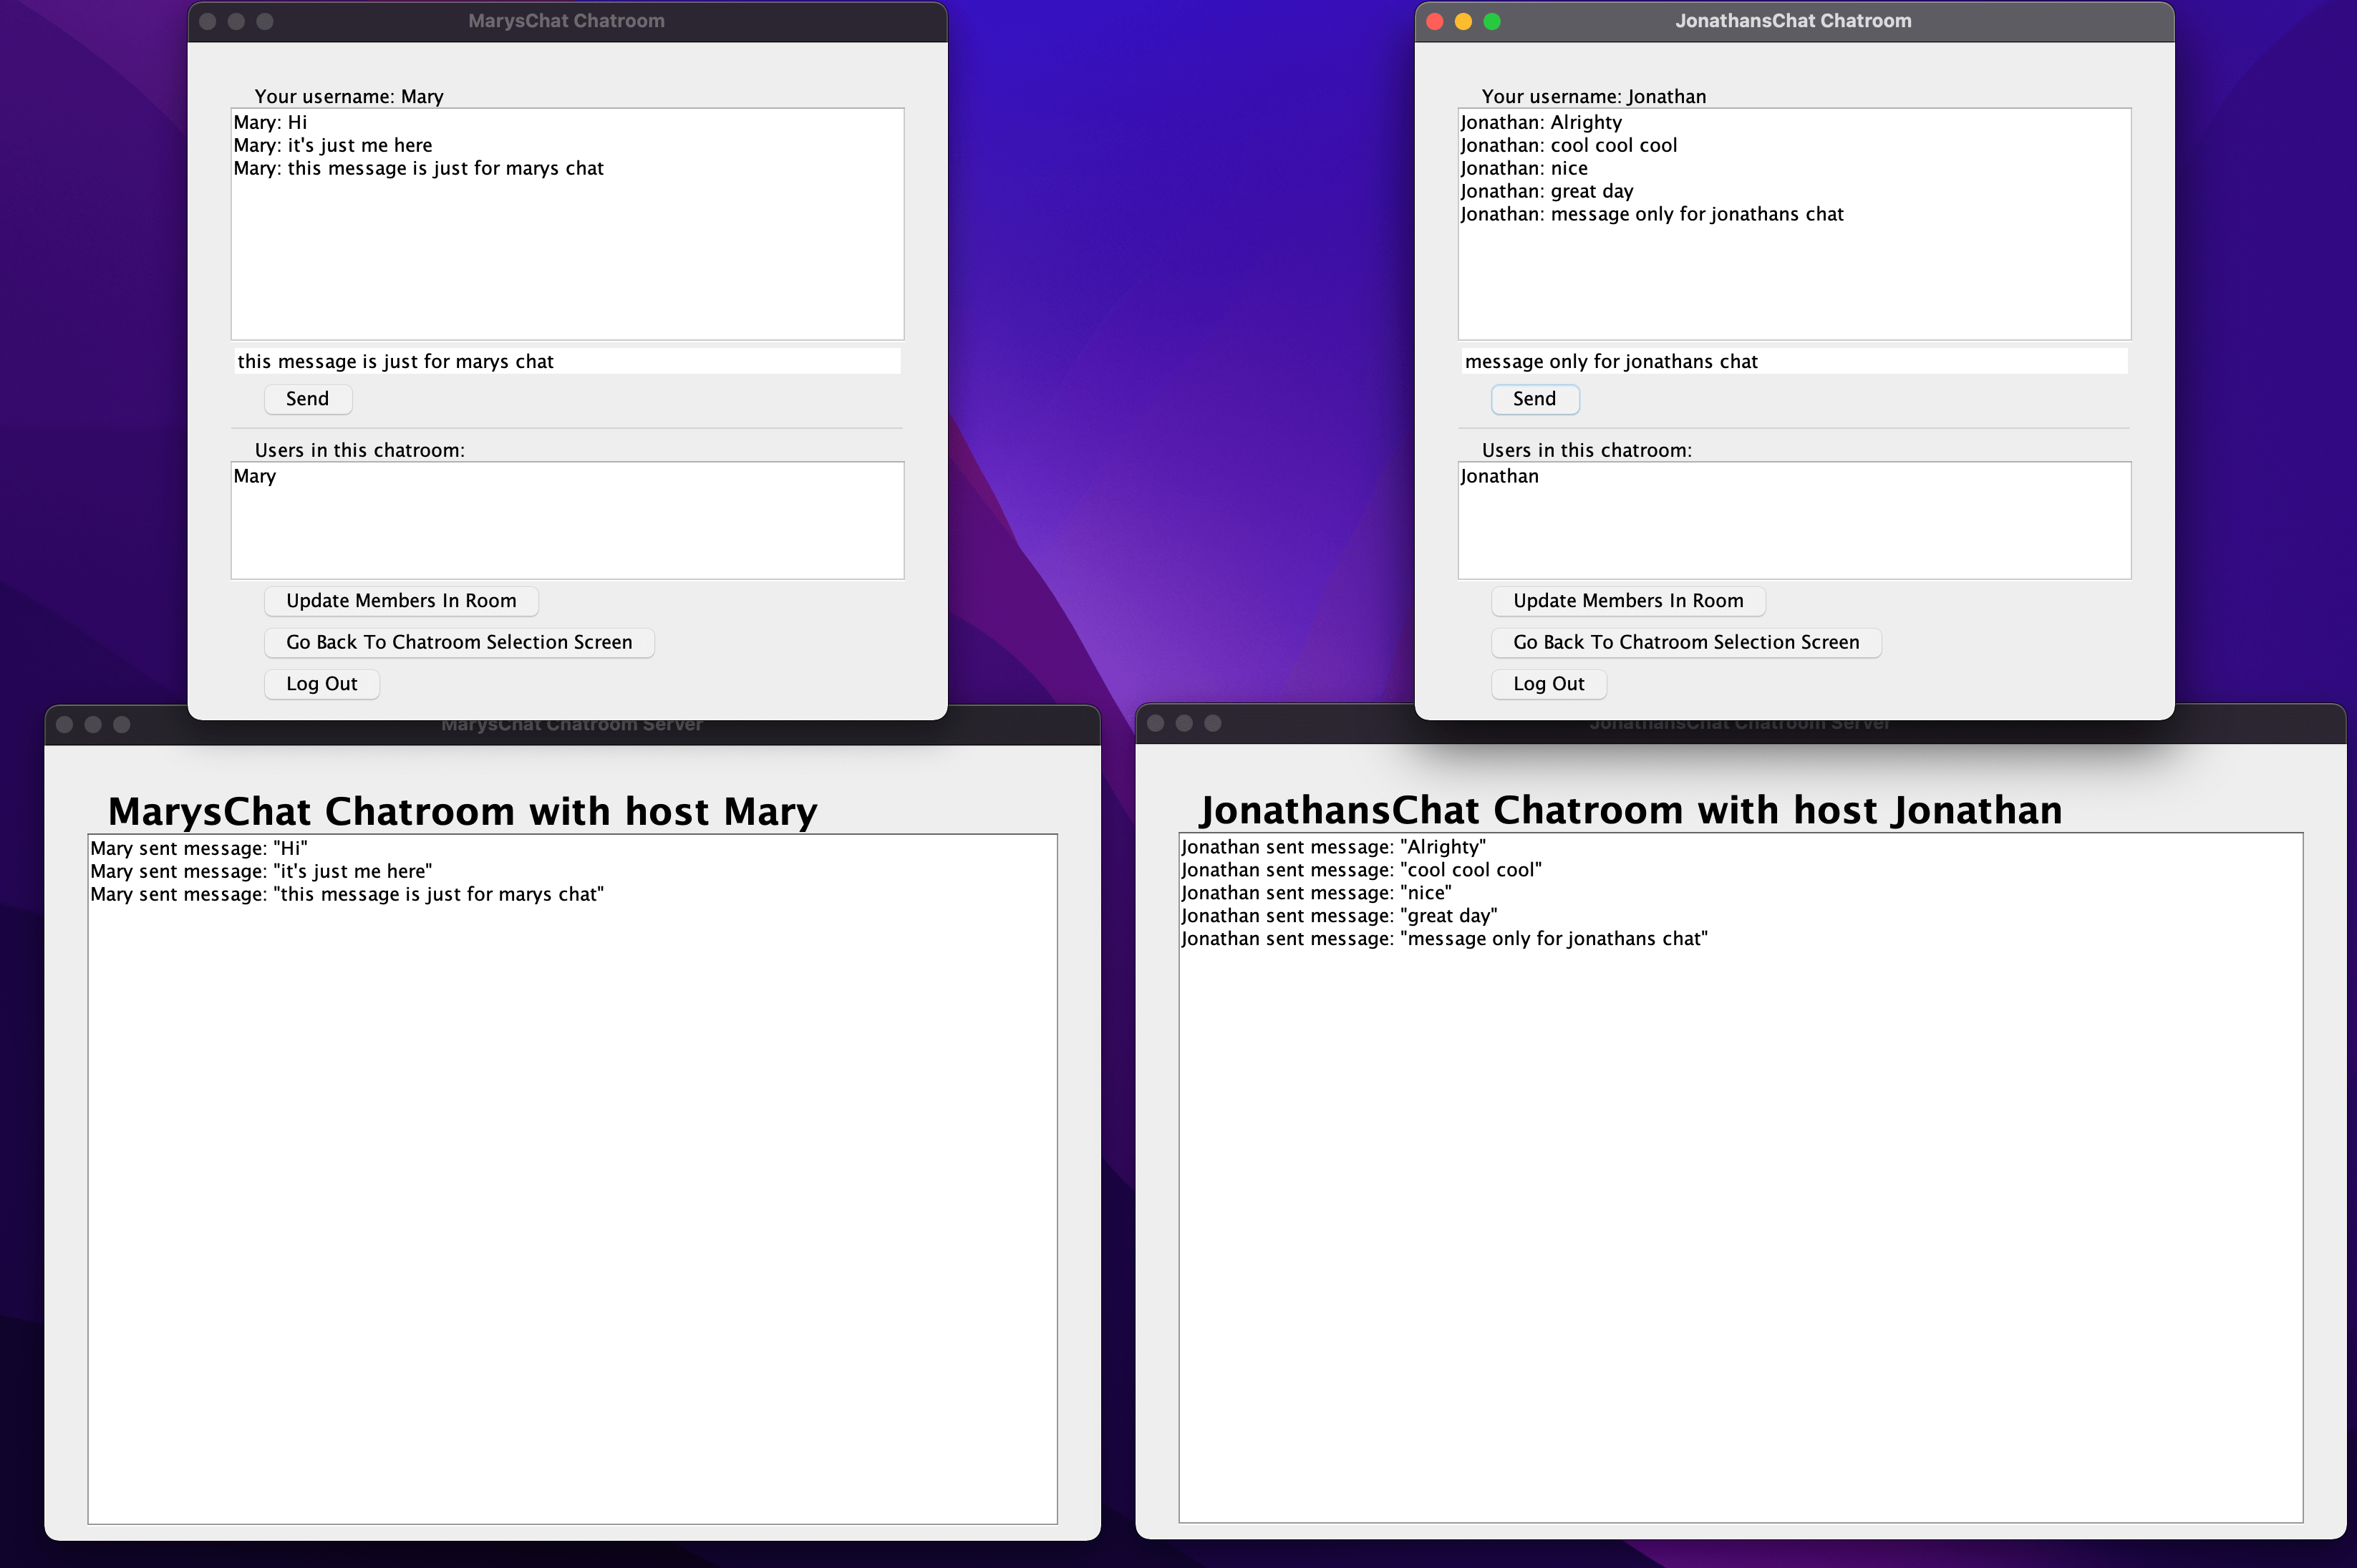 MarysChat Chatroom
Your username: Mary
Mary: Hi
Mary: it's just me here
Mary: this message is just for marys chat
this message is just for marys chat
Send
Users in this chatroom:
Mary
Update Members In Room
Go Back To Chatroom Selection Screen
Log Out
JonathansChat Chatroom
Your username: Jonathan
Jonathan: Alrighty
Jonathan: cool cool cool
Jonathan: nice
Jonathan: great day
Jonathan: message only for jonathans chat
message only for jonathans chat
Send
Users in this chatroom:
Jonathan
Update Members In Room
Go Back To Chatroom Selection Screen
Log Out
MarysChat Chatroom Server
MarysChat Chatroom with host Mary
Mary sent message: "Hi"
Mary sent message: "it's just me here"
Mary sent message: "this message is just for marys chat"
JonathansChat Chatroom Server
JonathansChat Chatroom with host Jonathan
Jonathan sent message: "Alrighty"
Jonathan sent message: "cool cool cool"
Jonathan sent message: "nice"
Jonathan sent message: "great day"
Jonathan sent message: "message only for jonathans chat"